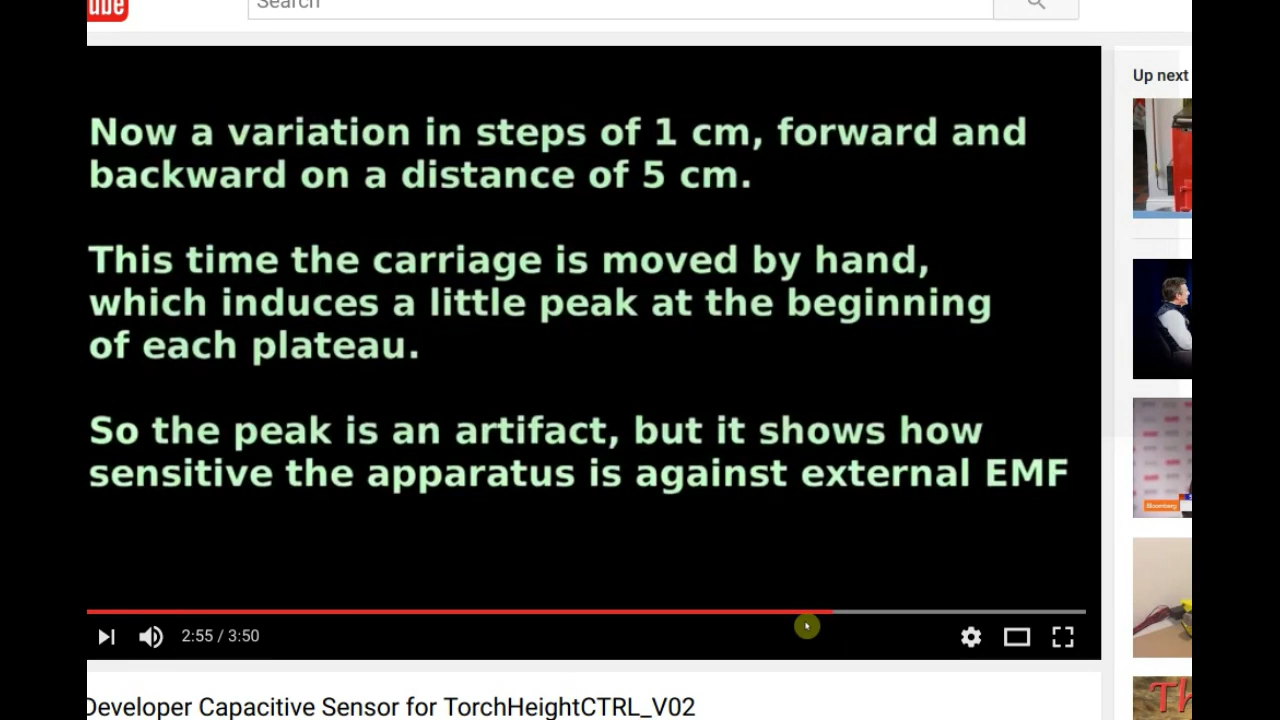 ube
Search
Up next
Now a variation in steps of 1 cm, forward and
backward on a distance of 5 cm.
This time the carriage is moved by hand,
which induces a little peak at the beginning
of each plateau.
So the peak is an artifact, but it shows how
sensitive the apparatus is against external EMF
Bloomberg
2:55 / 3:50
Th
Developer Capacitive Sensor for TorchHeightCTRL_V02